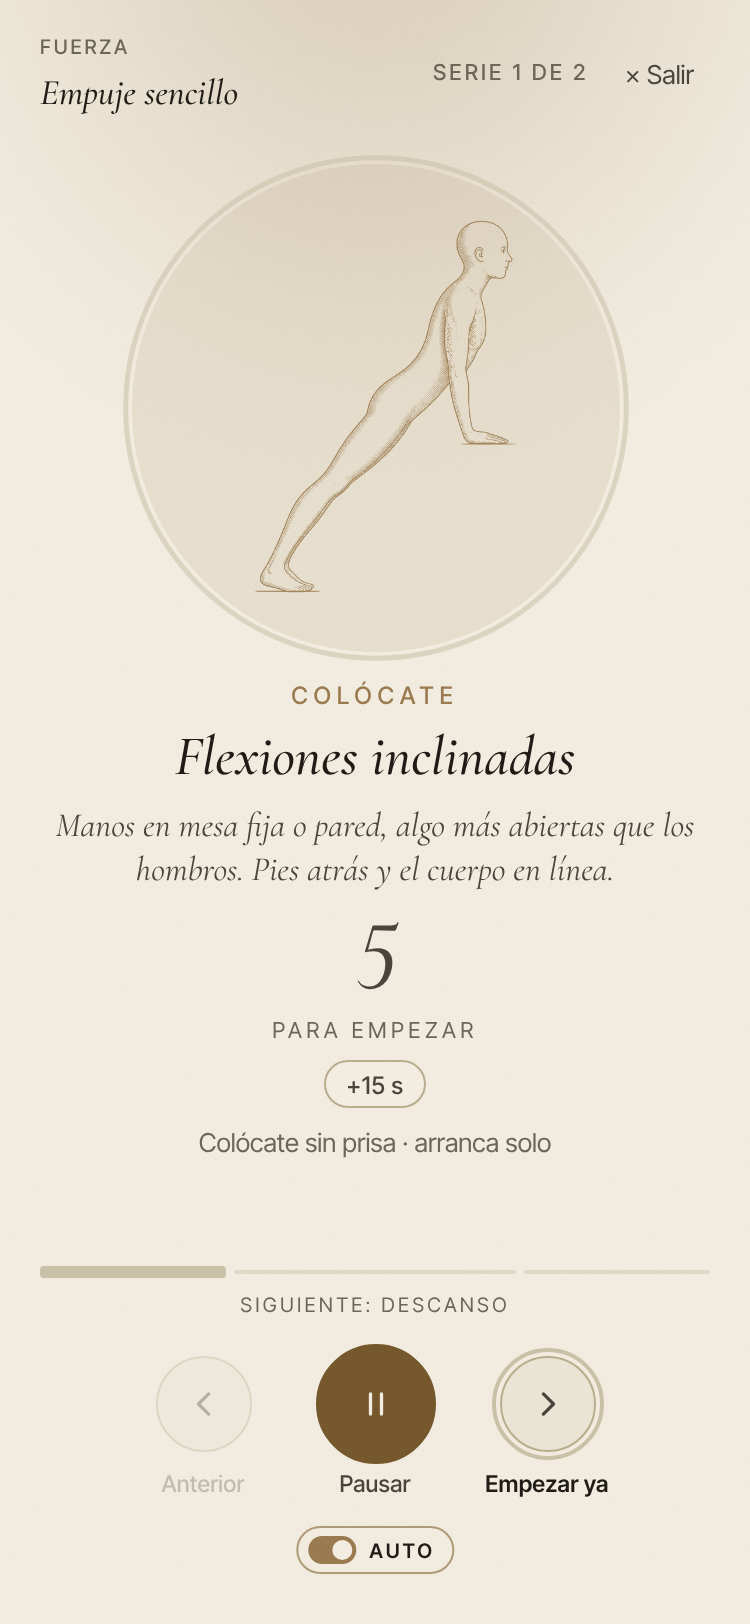 FUERZA
Empuje sencillo
SERIE 1 DE 2
× Salir
COLÓCATE
Flexiones inclinadas
Manos en mesa fija o pared, algo más abiertas que los
hombros. Pies atrás y el cuerpo en línea.
5
PARA EMPEZAR
+15 s
Colócate sin prisa · arranca solo
SIGUIENTE: DESCANSO
Anterior
Pausar
Empezar ya
AUTO